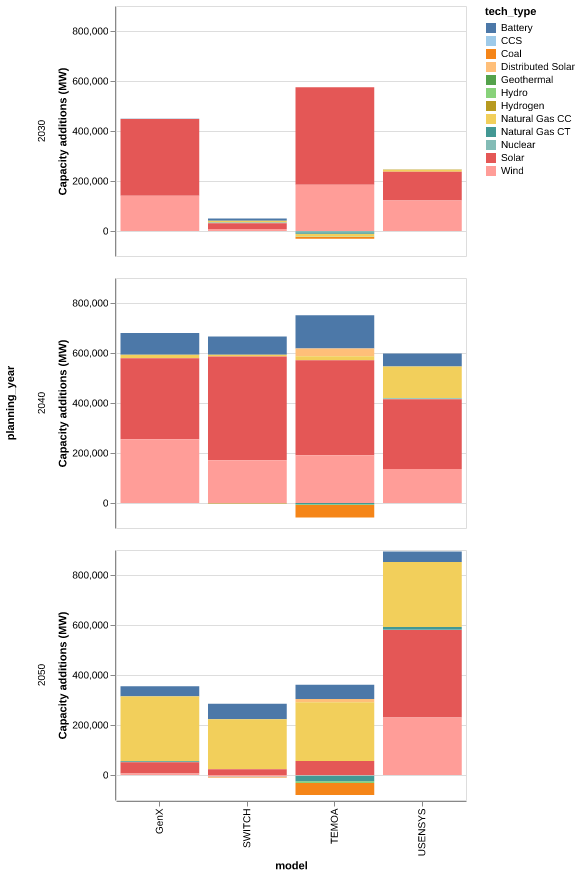 tech_type
Battery
CCS
Coal
Distributed Solar
Geothermal
Hydro
Hydrogen
Natural Gas CC
Natural Gas CT
Nuclear
Solar
Wind
planning_year
2030
Capacity additions (MW)
800,000
600,000
400,000
200,000
0
2040
Capacity additions (MW)
800,000
600,000
400,000
200,000
0
2050
Capacity additions (MW)
800,000
600,000
400,000
200,000
0
GenX
SWITCH
TEMOA
USENSYS
model